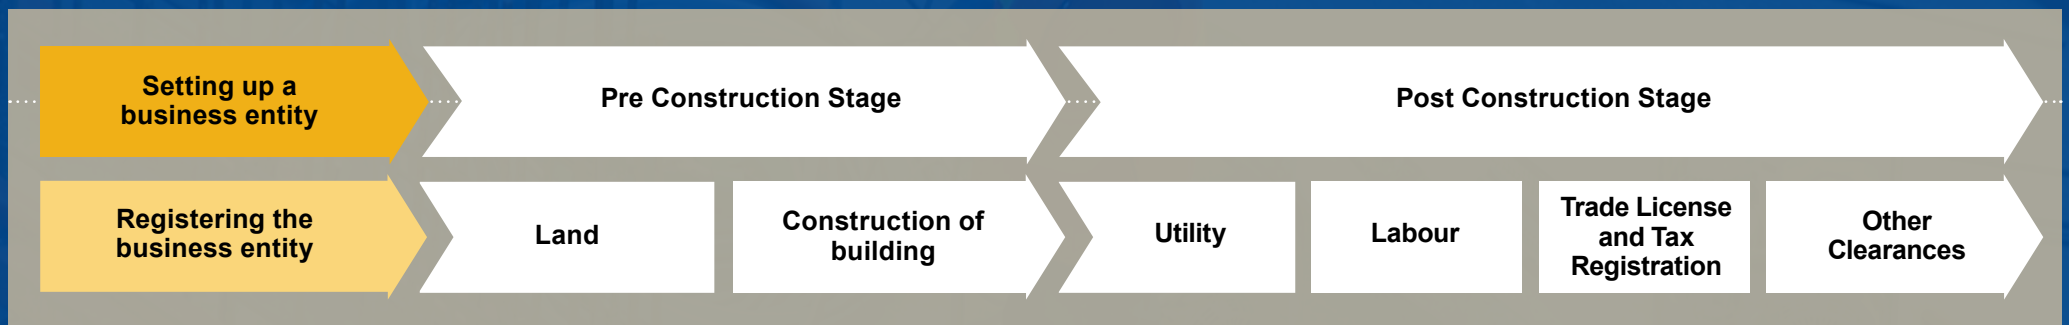 Setting up a
business entity
Pre Construction Stage
Post Construction Stage
Registering the
business entity
Land
Construction of
building
Utility
Labour
Trade License
and Tax
Registration
Other
Clearances